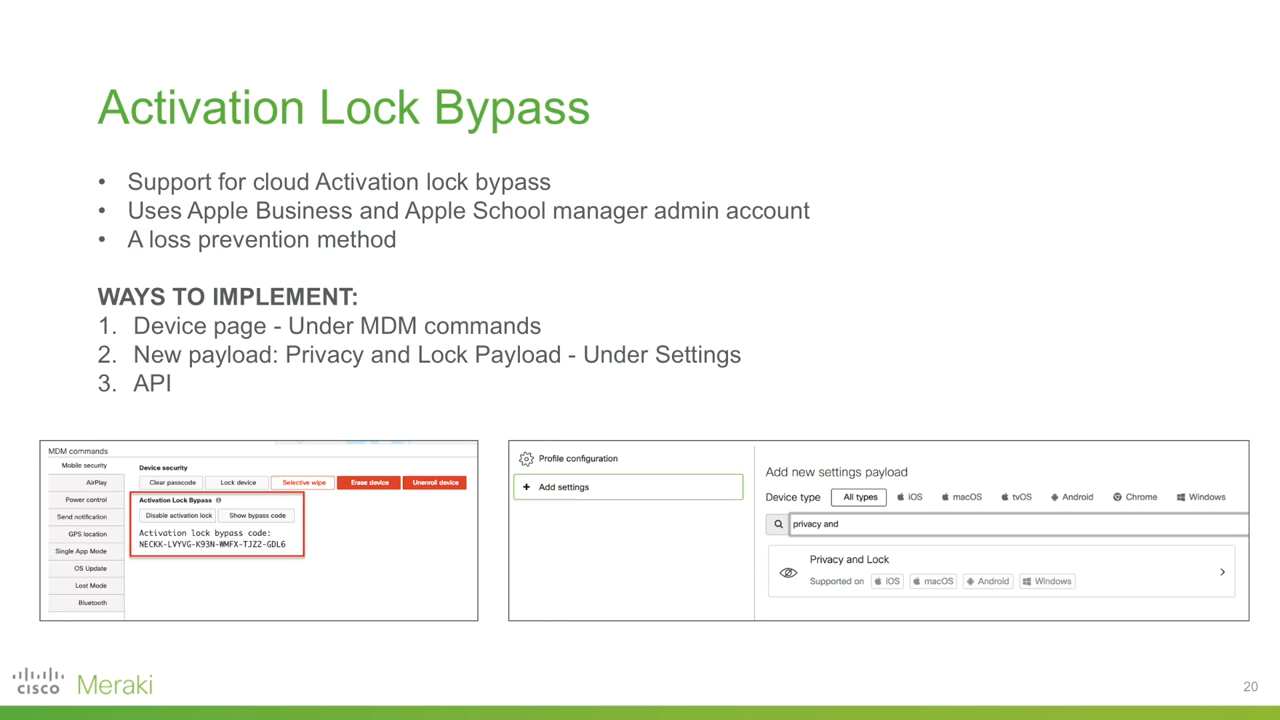 Activation Lock Bypass
• Support for cloud Activation lock bypass
• Uses Apple Business and Apple School manager admin account
• A loss prevention method
WAYS TO IMPLEMENT:
1. Device page - Under MDM commands
2. New payload: Privacy and Lock Payload - Under Settings
3. API
MDM commands
Mobile security
AirPlay
Power control
Send notification
GPS location
Single App Mode
OS Update
Lost Mode
Bluetooth
Device security
Clear passcode Lock device Selective wipe Erase device Unenroll device
Activation Lock Bypass
Disable activation lock Show bypass code
Activation lock bypass code:
NECKK-LVYVG-K93N-WMFX-TJZZ-GDL6
Profile configuration
+ Add settings
Add new settings payload
Device type All types iOS macOS tvOS Android Chrome Windows
privacy and
Privacy and Lock
Supported on iOS macOS Android Windows
CISCO Meraki
20